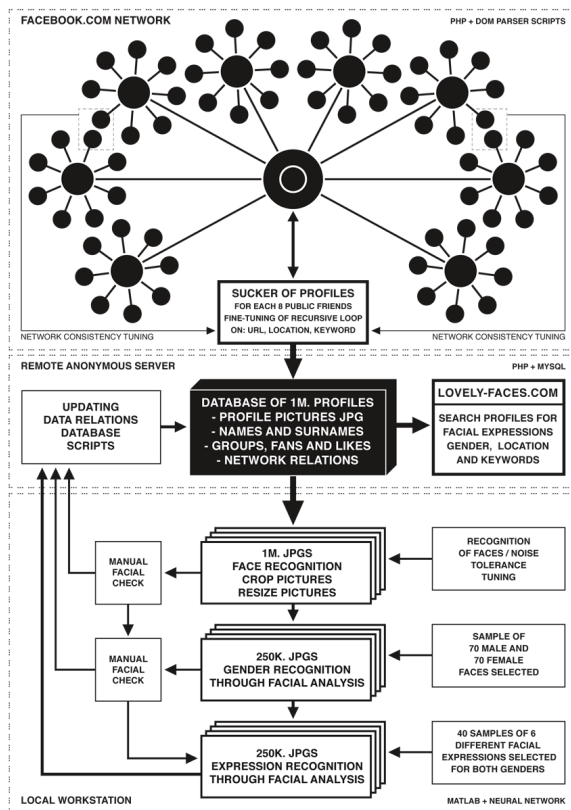 FACEBOOK.COM NETWORK
PHP + DOM PARSER SCRIPTS
SUCKER OF PROFILES
FOR EACH 8 PUBLIC FRIENDS
FINE-TUNING OF RECURSIVE LOOP
ON: URL, LOCATION, KEYWORD
NETWORK CONSISTENCY TUNING
NETWORK CONSISTENCY TUNING
REMOTE ANONYMOUS SERVER
PHP + MYSQL
UPDATING
DATA RELATIONS
DATABASE
SCRIPTS
DATABASE OF 1M. PROFILES
- PROFILE PICTURES JPG
- NAMES AND SURNAMES
- GROUPS, FANS AND LIKES
- NETWORK RELATIONS
LOVELY-FACES.COM
SEARCH PROFILES FOR
FACIAL EXPRESSIONS
GENDER, LOCATION
AND KEYWORDS
MANUAL
FACIAL
CHECK
1M. JPGS
FACE RECOGNITION
CROP PICTURES
RESIZE PICTURES
RECOGNITION
OF FACES / NOISE
TOLERANCE
TUNING
MANUAL
FACIAL
CHECK
250K. JPGS
GENDER RECOGNITION
THROUGH FACIAL ANALYSIS
SAMPLE OF
70 MALE AND
70 FEMALE
FACES SELECTED
250K. JPGS
EXPRESSION RECOGNITION
THROUGH FACIAL ANALYSIS
40 SAMPLES OF 6
DIFFERENT FACIAL
EXPRESSIONS SELECTED
FOR BOTH GENDERS
LOCAL WORKSTATION
MATLAB + NEURAL NETWORK